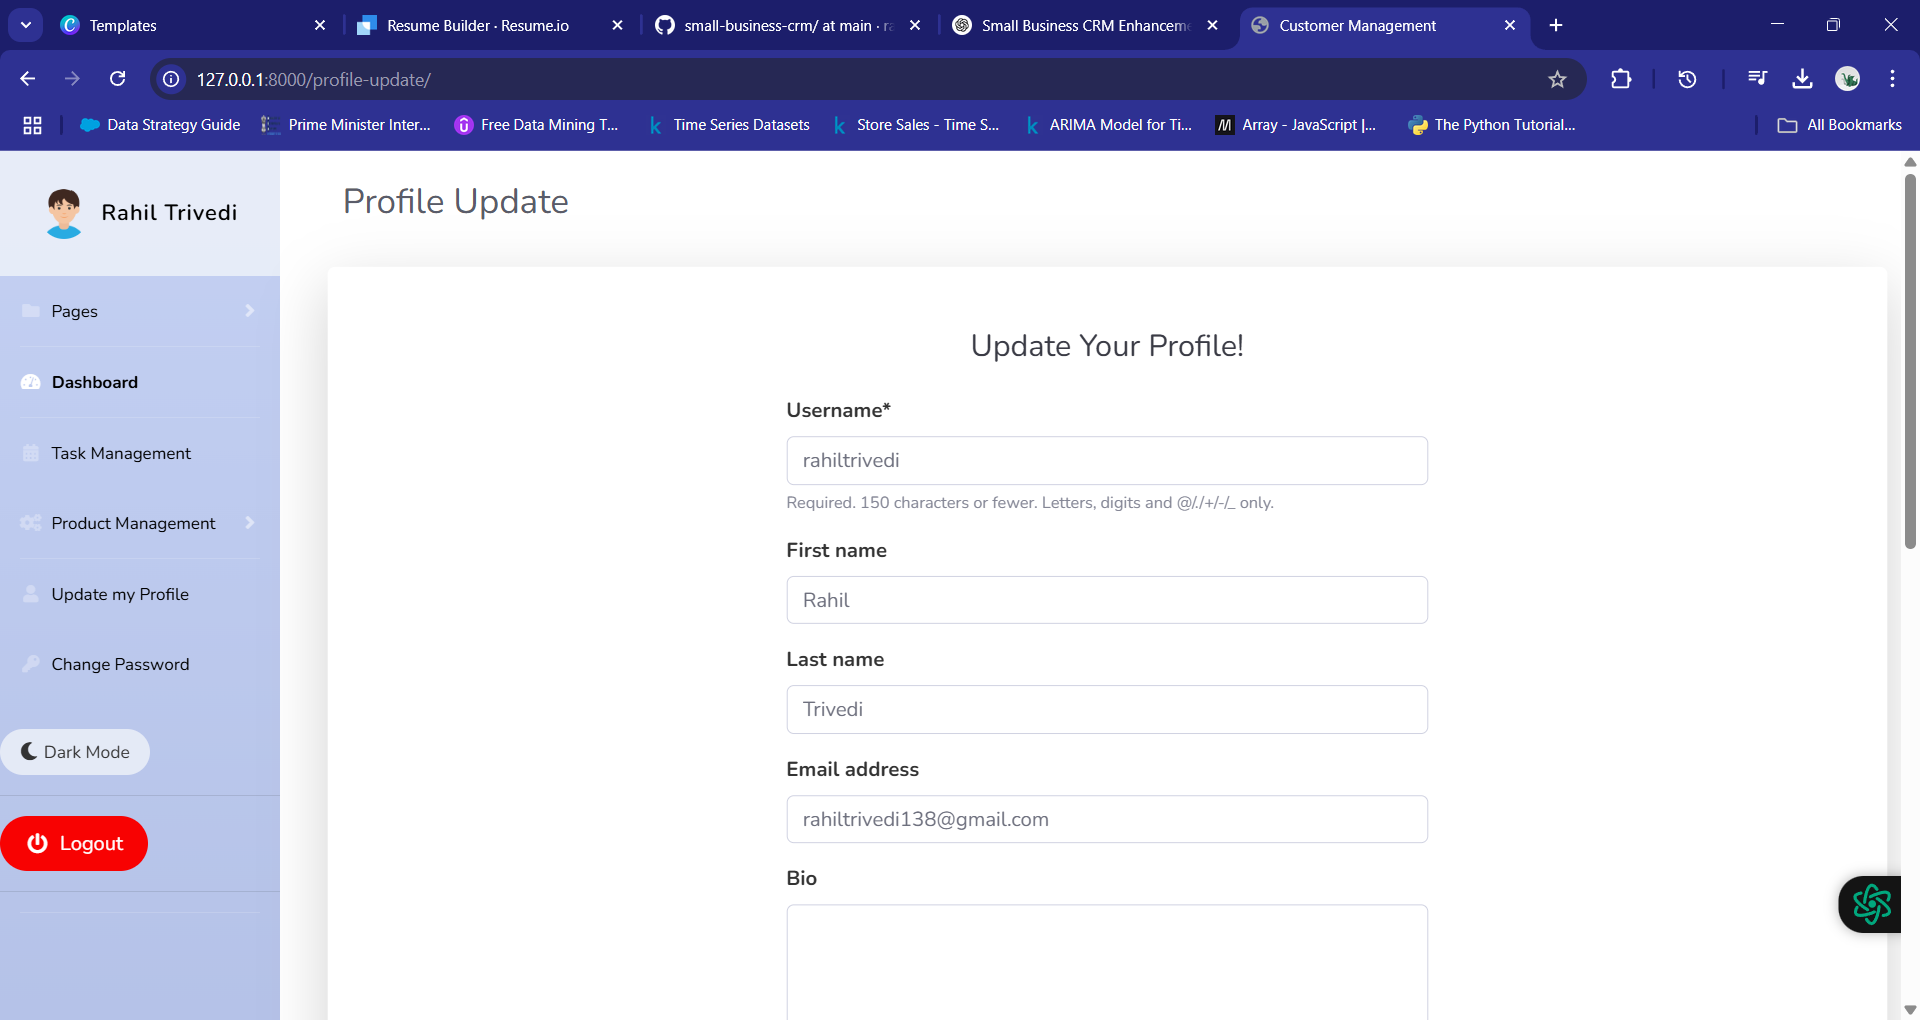 Templates
Resume Builder · Resume.io
small-business-crm/ at main · ra
Small Business CRM Enhanceme
Customer Management
127.0.0.1:8000/profile-update/
Data Strategy Guide
Prime Minister Inter...
Free Data Mining T...
Time Series Datasets
Store Sales - Time S...
ARIMA Model for Ti...
Array - JavaScript |...
The Python Tutorial...
All Bookmarks
Rahil Trivedi
Pages
Dashboard
Task Management
Product Management
Update my Profile
Change Password
Dark Mode
Logout
Profile Update
Update Your Profile!
Username*
rahiltrivedi
Required. 150 characters or fewer. Letters, digits and @/./+/-/_ only.
First name
Rahil
Last name
Trivedi
Email address
rahiltrivedi138@gmail.com
Bio